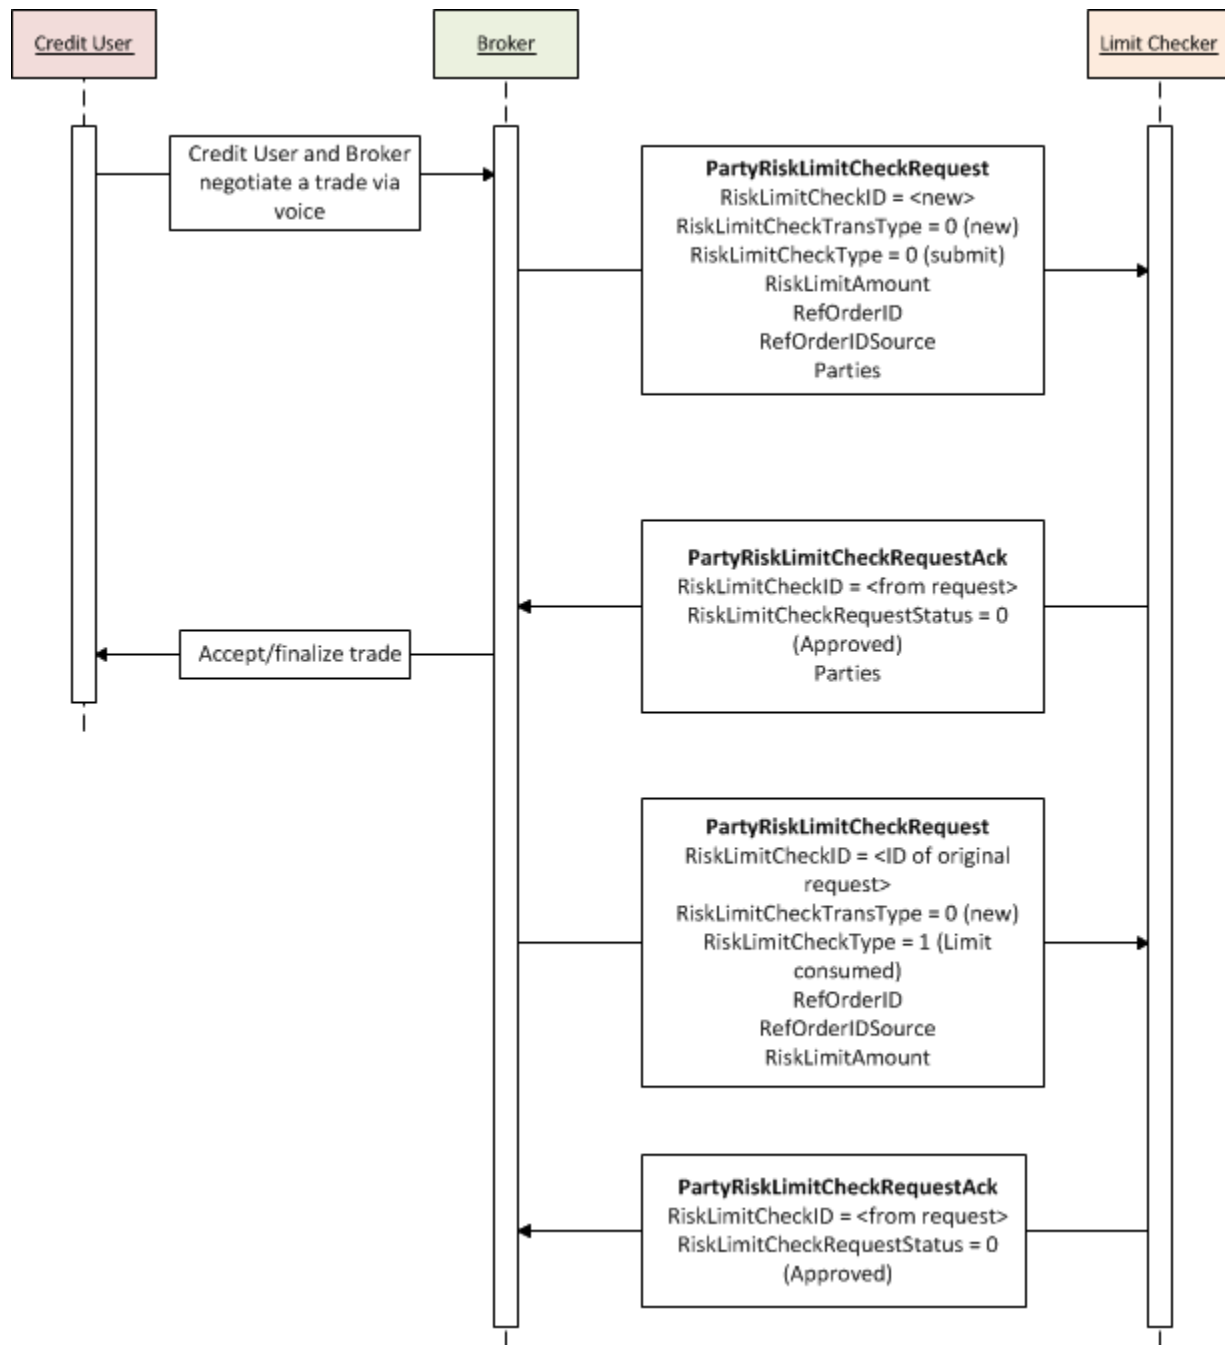 Credit User
Broker
Limit Checker
Credit User and Broker
negotiate a trade via
voice
PartyRiskLimitCheckRequest
RiskLimitCheckID = <new>
RiskLimitCheckTransType = 0 (new)
RiskLimitCheckType = 0 (submit)
RiskLimitAmount
RefOrderID
RefOrderIDSource
Parties
PartyRiskLimitCheckRequestAck
RiskLimitCheckID = <from request>
RiskLimitCheckRequestStatus = 0
(Approved)
Parties
Accept/finalize trade
PartyRiskLimitCheckRequest
RiskLimitCheckID = <ID of original
request>
RiskLimitCheckTransType = 0 (new)
RiskLimitCheckType = 1 (Limit
consumed)
RefOrderID
RefOrderIDSource
RiskLimitAmount
PartyRiskLimitCheckRequestAck
RiskLimitCheckID = <from request>
RiskLimitCheckRequestStatus = 0
(Approved)